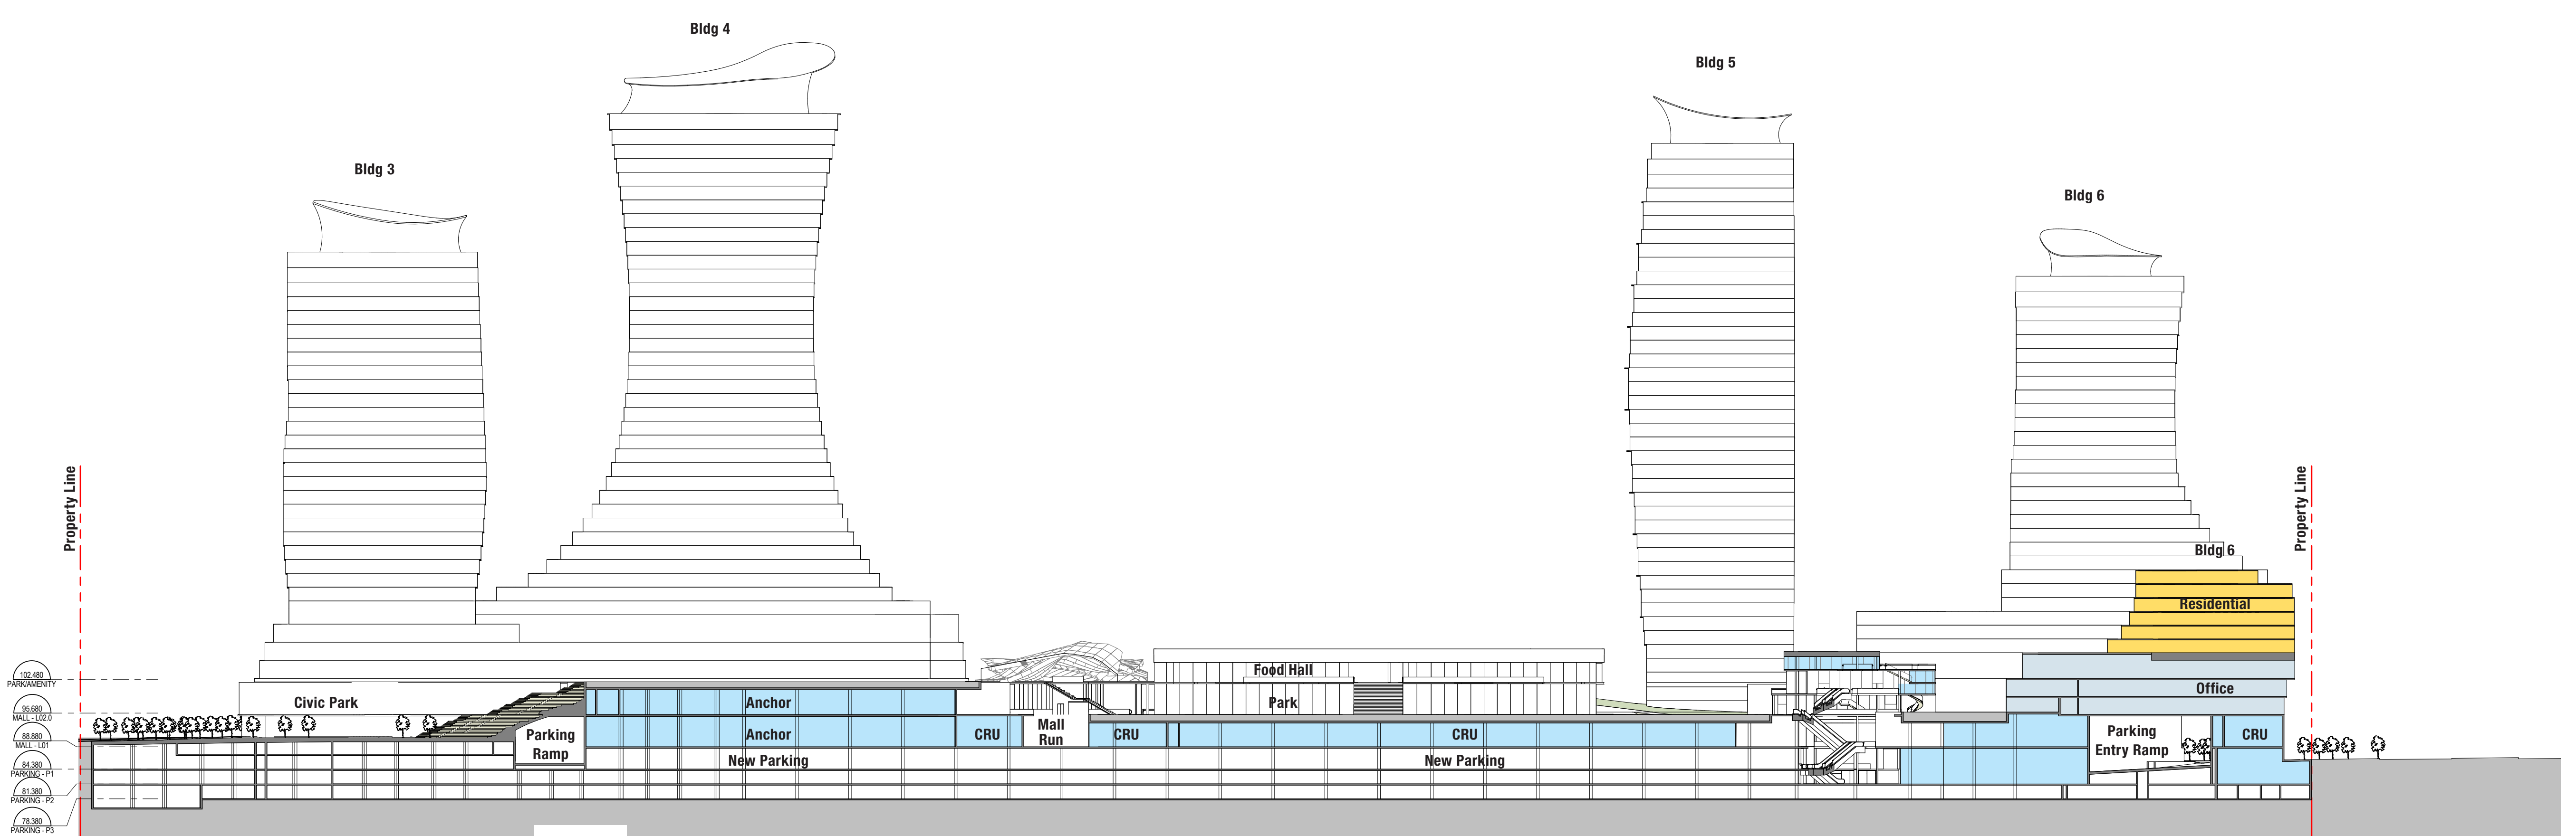 Bldg 4
Bldg 5
Bldg 3
Bldg 6
Property Line
Property Line
Bldg 6
Residential
Food Hall
102.480
PARK/AMENITY
Office
Civic Park
Anchor
Park
95.680
MALL - L02.0
Mall
Run
Parking
Entry Ramp
Parking
Ramp
Anchor
CRU
CRU
CRU
CRU
88.880
MALL - L01
New Parking
New Parking
84.380
PARKING - P1
81.380
PARKING - P2
78.380
PARKING - P3